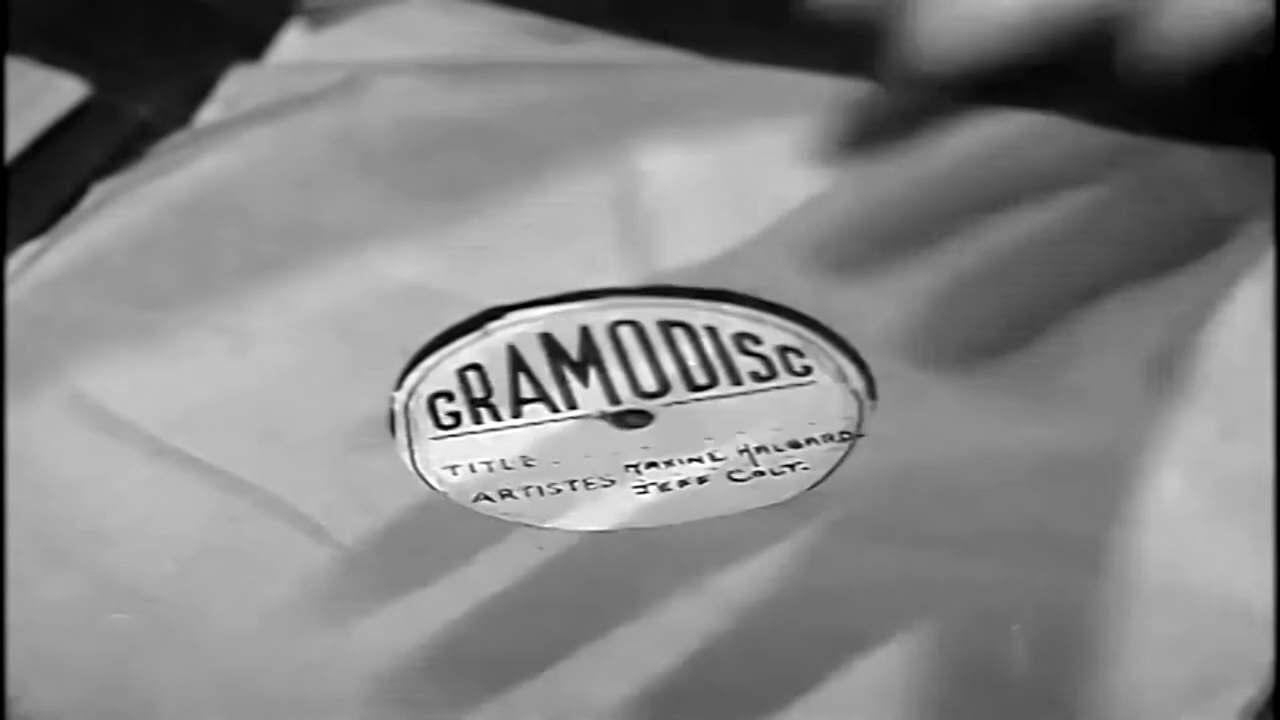 GRAMODISC
TITLE . . . . . . . .
ARTISTES MAXINE HALBARD.
JEFF COLT.